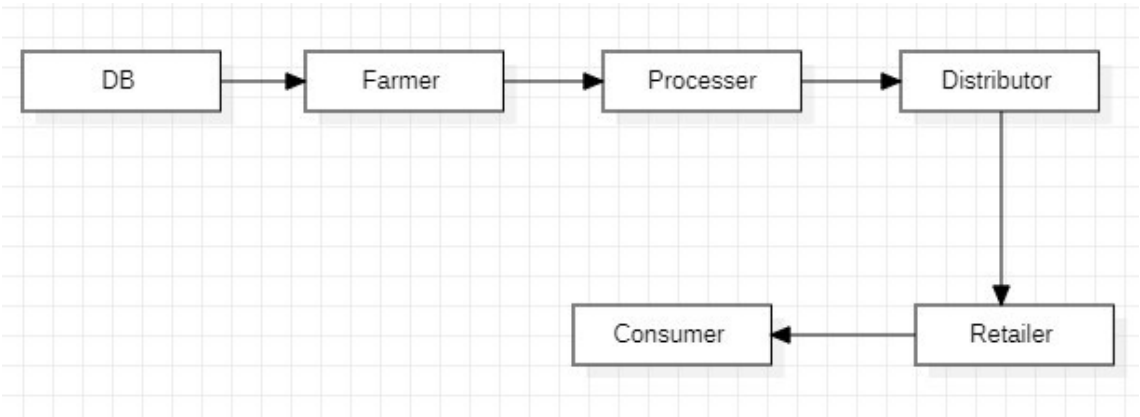 DB
Farmer
Processer
Distributor
Consumer
Retailer